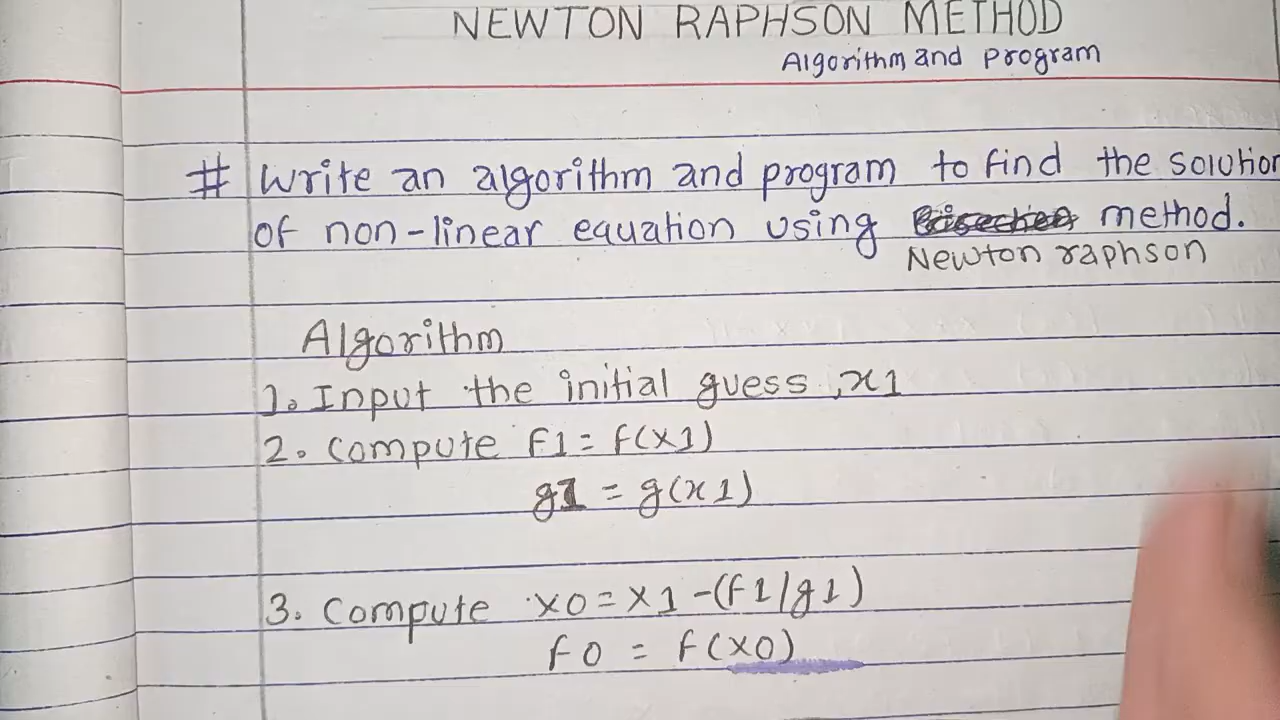 NEWTON RAPHSON METHOD
Algorithm and program
# Write an algorithm and program to find the solution
of non-linear equation using Bisection method.
Newton raphson
Algorithm
1. Input the initial guess, x1
2. Compute F1 = f(x1)
g1 = g(x1)
3. Compute x0 = x1 - (f1/g1)
f0 = f(x0)